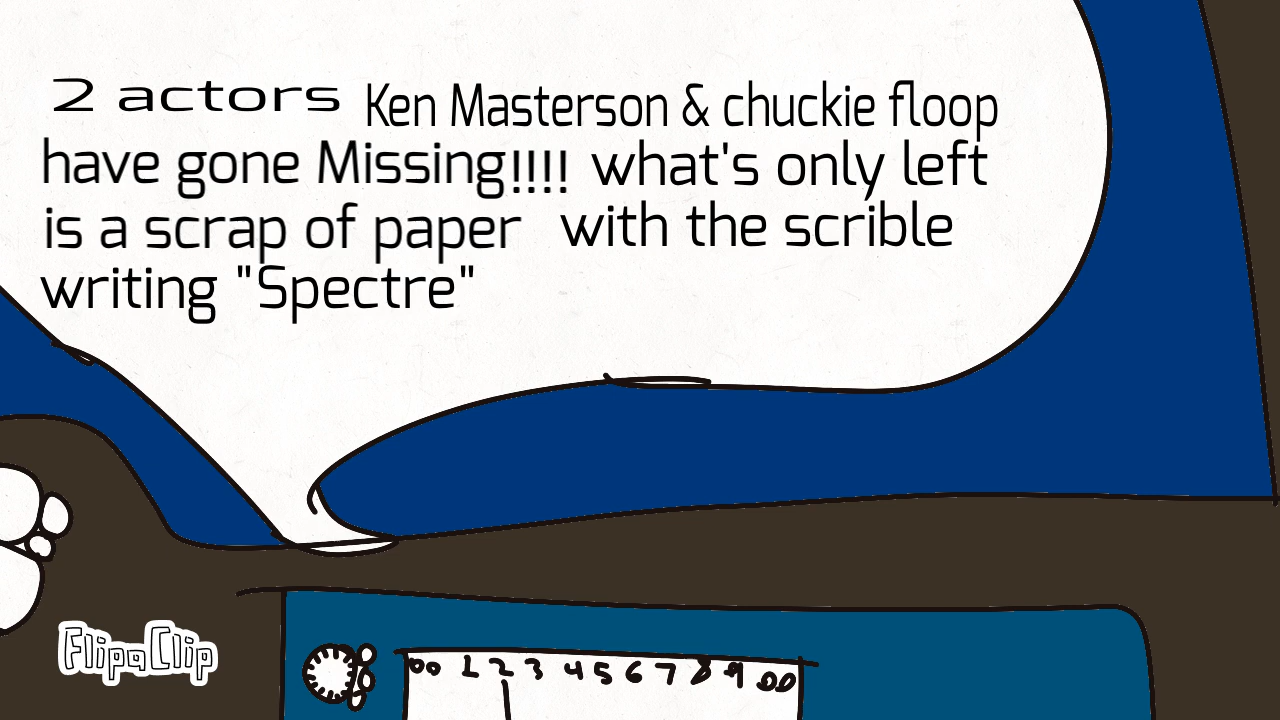 2 actors Ken Masterson & chuckie floop
have gone Missing!!!! what's only left
is a scrap of paper with the scrible
writing "Spectre"
FlipaClip
00 1 2 3 4 5 6 7 8 9 00